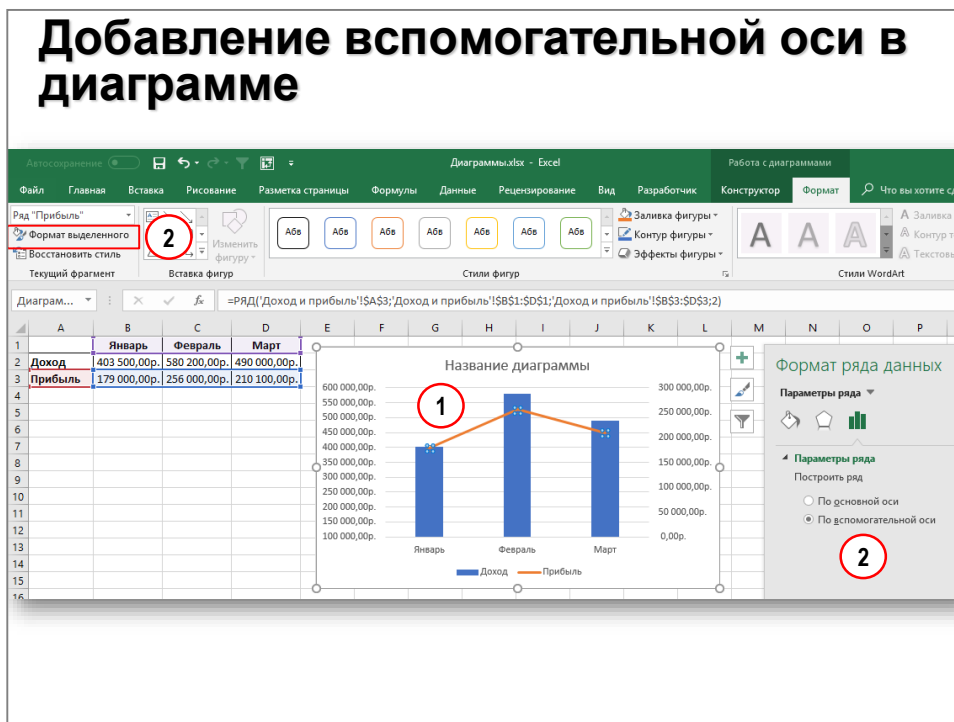 Добавление вспомогательной оси в
диаграмме
Автосохранение
Диаграммы.xlsx - Excel
Работа с диаграммами
Файл Главная Вставка Рисование Разметка страницы Формулы Данные Рецензирование Вид Разработчик Конструктор Формат Что вы хотите сд
Ряд "Прибыль"
Формат выделенного
Восстановить стиль
Текущий фрагмент
2
Изменить
фигуру
Вставка фигур
Абв Абв Абв Абв Абв Абв Абв
Заливка фигуры
Контур фигуры
Эффекты фигуры
Стили фигур
A A A
A Заливка
A Контур т
A Текстовы
Стили WordArt
Диаграм... fx =РЯД('Доход и прибыль'!$A$3;'Доход и прибыль'!$B$1:$D$1;'Доход и прибыль'!$B$3:$D$3;2)
A B C D E F G H I J K L M N O P
1 Январь Февраль Март
2 Доход 403 500,00р. 580 200,00р. 490 000,00р.
3 Прибыль 179 000,00р. 256 000,00р. 210 100,00р.
4
5
6
7
8
9
10
11
12
13
14
15
16
Название диаграммы
1
600 000,00р.
550 000,00р.
500 000,00р.
450 000,00р.
400 000,00р.
350 000,00р.
300 000,00р.
250 000,00р.
200 000,00р.
150 000,00р.
100 000,00р.
300 000,00р.
250 000,00р.
200 000,00р.
150 000,00р.
100 000,00р.
50 000,00р.
0,00р.
Январь Февраль Март
Доход Прибыль
Формат ряда данных
Параметры ряда
Параметры ряда
Построить ряд
По основной оси
По вспомогательной оси
2